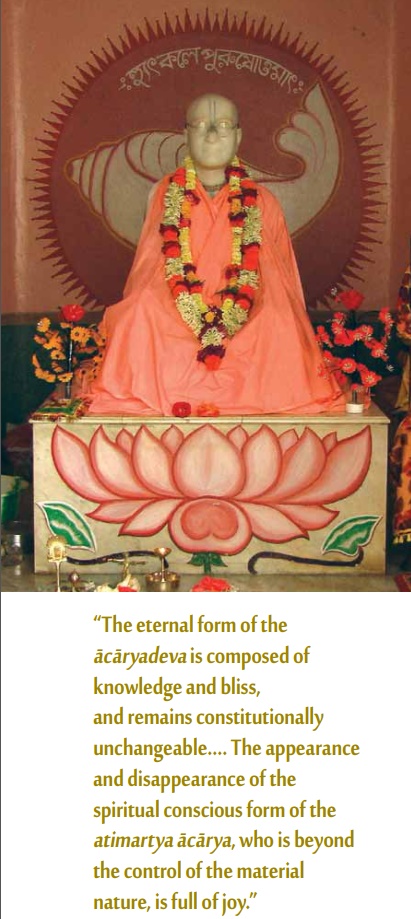 হ্যুৎকলে পুরুষোত্তমাৎ
“The eternal form of the
ācāryadeva is composed of
knowledge and bliss,
and remains constitutionally
unchangeable.... The appearance
and disappearance of the
spiritual conscious form of the
atimartya ācārya, who is beyond
the control of the material
nature, is full of joy.”